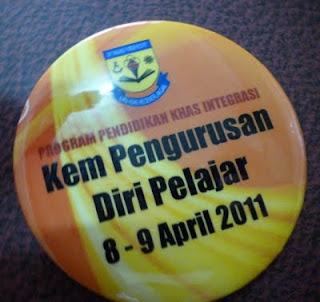 PROGRAM PENDIDIKAN KHAS INTEGRASI
Kem Pengurusan
Diri Pelajar
8 - 9 April 2011